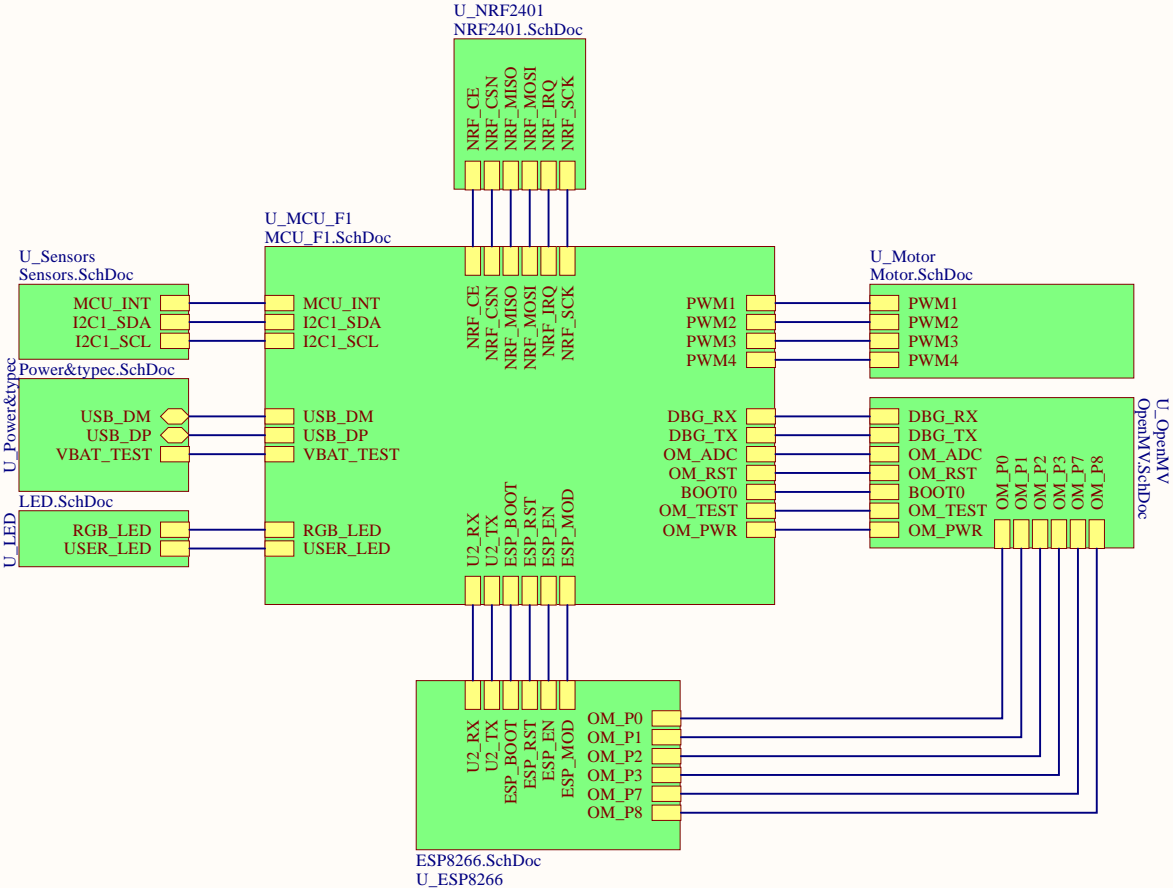 U_NRF2401
NRF2401.SchDoc
NRF_CE
NRF_CSN
NRF_MISO
NRF_MOSI
NRF_IRQ
NRF_SCK
U_MCU_F1
MCU_F1.SchDoc
NRF_CE
NRF_CSN
NRF_MISO
NRF_MOSI
NRF_IRQ
NRF_SCK
MCU_INT
I2C1_SDA
I2C1_SCL
USB_DM
USB_DP
VBAT_TEST
RGB_LED
USER_LED
PWM1
PWM2
PWM3
PWM4
DBG_RX
DBG_TX
OM_ADC
OM_RST
BOOT0
OM_TEST
OM_PWR
U2_RX
U2_TX
ESP_BOOT
ESP_RST
ESP_EN
ESP_MOD
U_Sensors
Sensors.SchDoc
MCU_INT
I2C1_SDA
I2C1_SCL
U_Power&typec
Power&typec.SchDoc
USB_DM
USB_DP
VBAT_TEST
U_LED
LED.SchDoc
RGB_LED
USER_LED
U_Motor
Motor.SchDoc
PWM1
PWM2
PWM3
PWM4
U_OpenMV
OpenMV.SchDoc
DBG_RX
DBG_TX
OM_ADC
OM_RST
BOOT0
OM_TEST
OM_PWR
OM_P0
OM_P1
OM_P2
OM_P3
OM_P7
OM_P8
U2_RX
U2_TX
ESP_BOOT
ESP_RST
ESP_EN
ESP_MOD
OM_P0
OM_P1
OM_P2
OM_P3
OM_P7
OM_P8
ESP8266.SchDoc
U_ESP8266